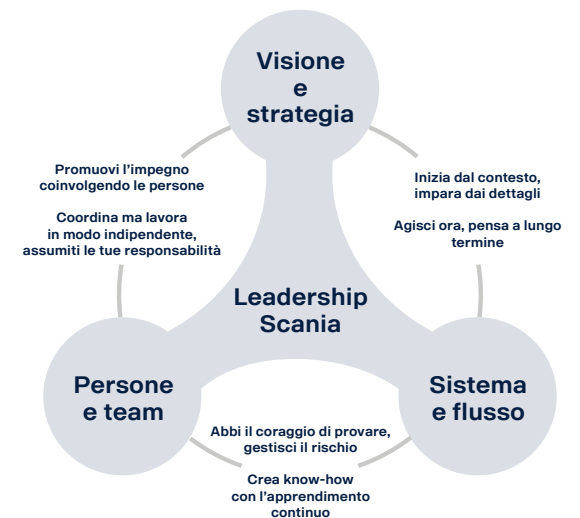 Visione
e
strategia
Promuovi l’impegno
coinvolgendo le persone
Coordina ma lavora
in modo indipendente,
assumiti le tue responsabilità
Inizia dal contesto,
impara dai dettagli
Agisci ora, pensa a lungo
termine
Leadership
Scania
Persone
e team
Sistema
e flusso
Abbi il coraggio di provare,
gestisci il rischio
Crea know-how
con l’apprendimento
continuo